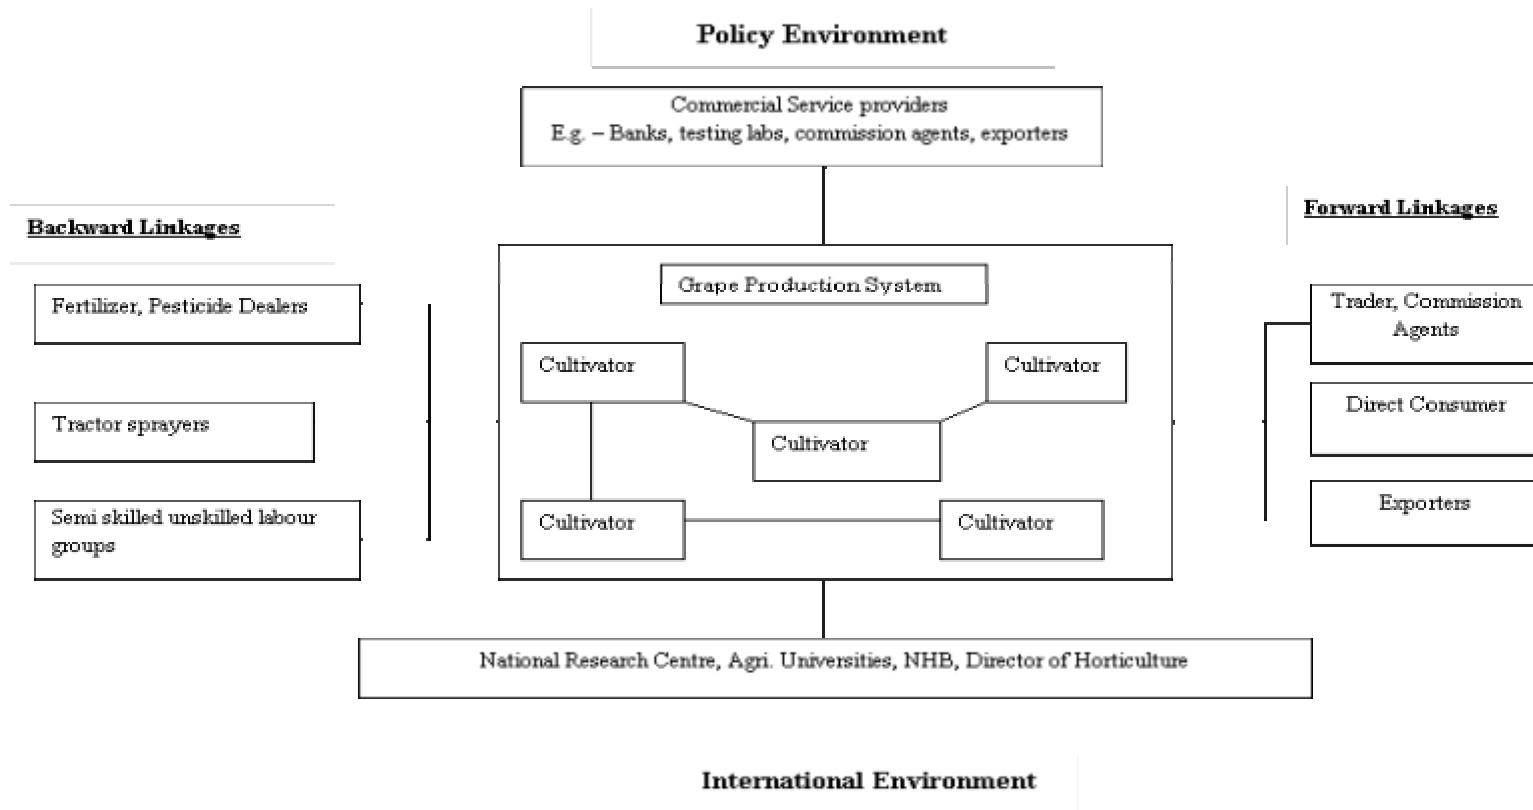 Policy Environment
Commercial Service providers
E.g. – Banks, testing labs, commission agents, exporters
Backward Linkages
Forward Linkages
Fertilizer, Pesticide Dealers
Tractor sprayers
Semi skilled unskilled labour
groups
Grape Production System
Cultivator
Cultivator
Cultivator
Cultivator
Cultivator
Trader, Commission
Agents
Direct Consumer
Exporters
National Research Centre, Agri. Universities, NHB, Director of Horticulture
International Environment